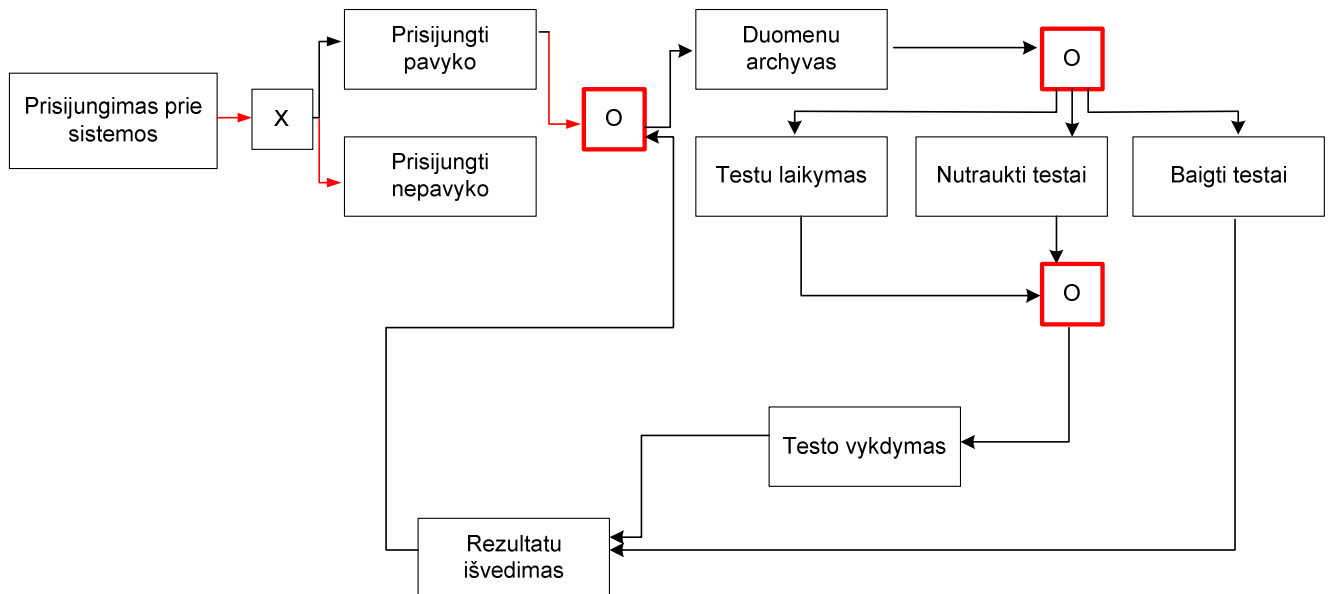 Prisijungimas prie
sistemos
X
Prisijungti
pavyko
Prisijungti
nepavyko
O
Duomenu
archyvas
O
Testu laikymas
Nutraukti testai
Baigti testai
O
Testo vykdymas
Rezultatu
išvedimas